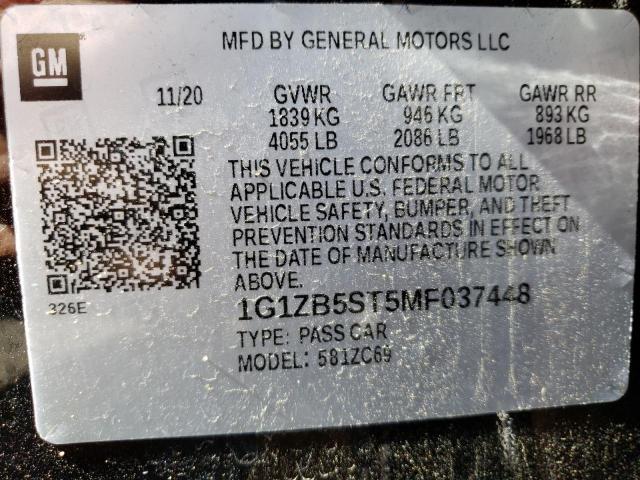 GM
MFD BY GENERAL MOTORS LLC
11/20 GVWR GAWR FRT GAWR RR
1839 KG 946 KG 893 KG
4055 LB 2086 LB 1968 LB
THIS VEHICLE CONFORMS TO ALL
APPLICABLE U.S. FEDERAL MOTOR
VEHICLE SAFETY, BUMPER, AND THEFT
PREVENTION STANDARDS IN EFFECT ON
THE DATE OF MANUFACTURE SHOWN
ABOVE.
326E
1G1ZB5ST5MF037448
TYPE: PASS CAR
MODEL: 581ZC69